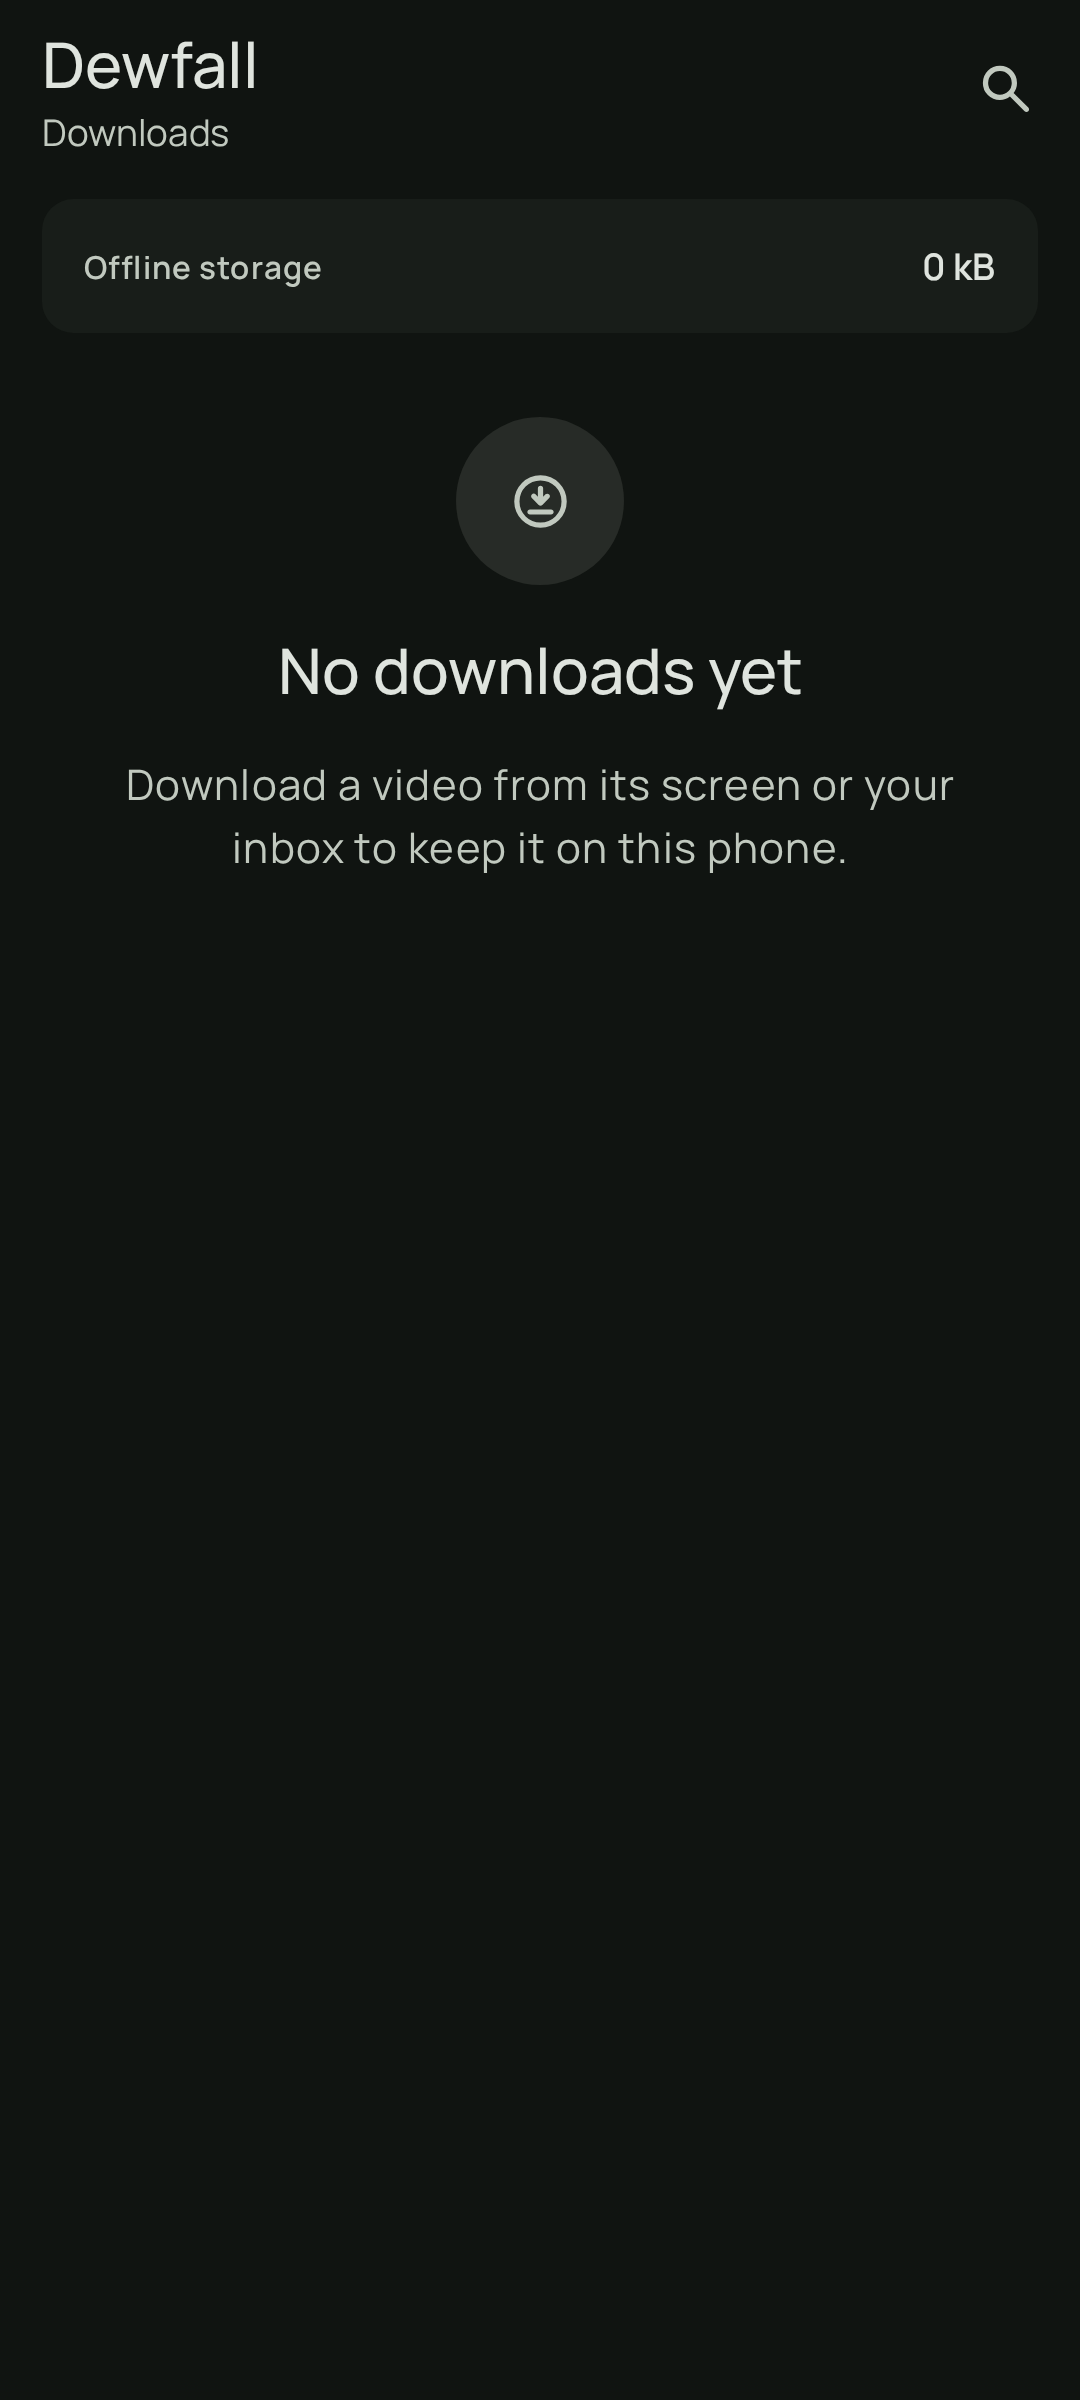 Dewfall
Downloads
Offline storage
0 kB
No downloads yet
Download a video from its screen or your
inbox to keep it on this phone.